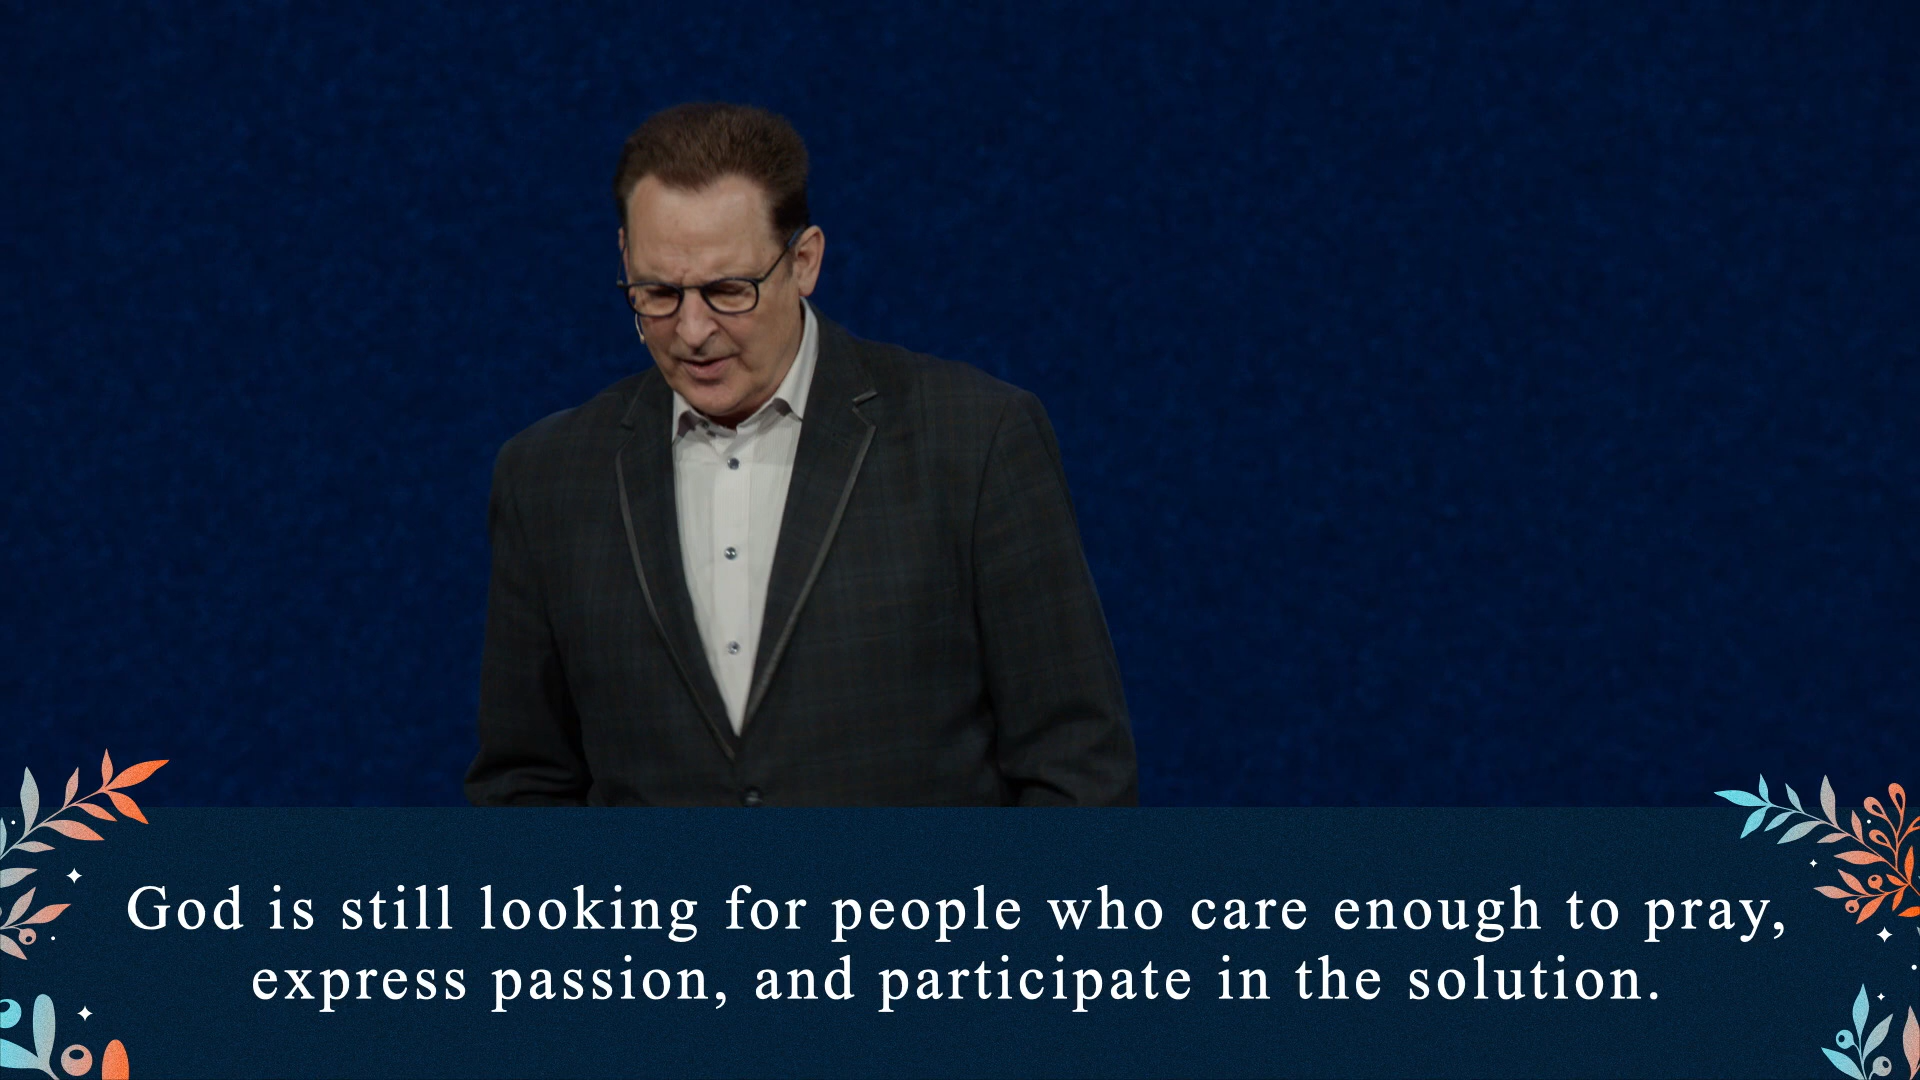 God is still looking for people who care enough to pray,
express passion, and participate in the solution.